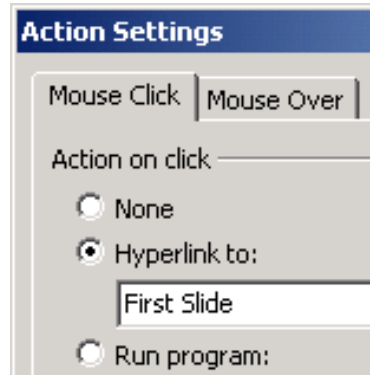 Action Settings
Mouse Click Mouse Over
Action on click
None
Hyperlink to:
First Slide
Run program: